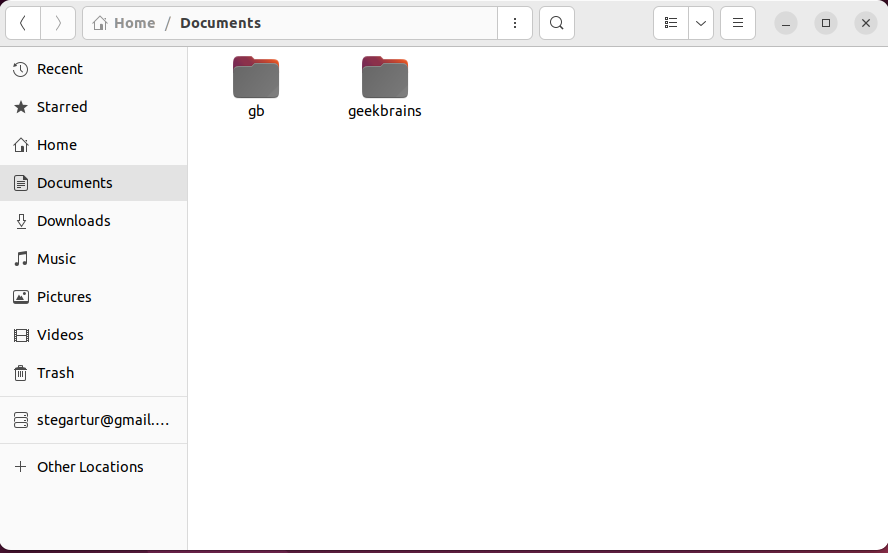 Home / Documents
Recent
Starred
Home
Documents
Downloads
Music
Pictures
Videos
Trash
stegartur@gmail.…
Other Locations
gb
geekbrains